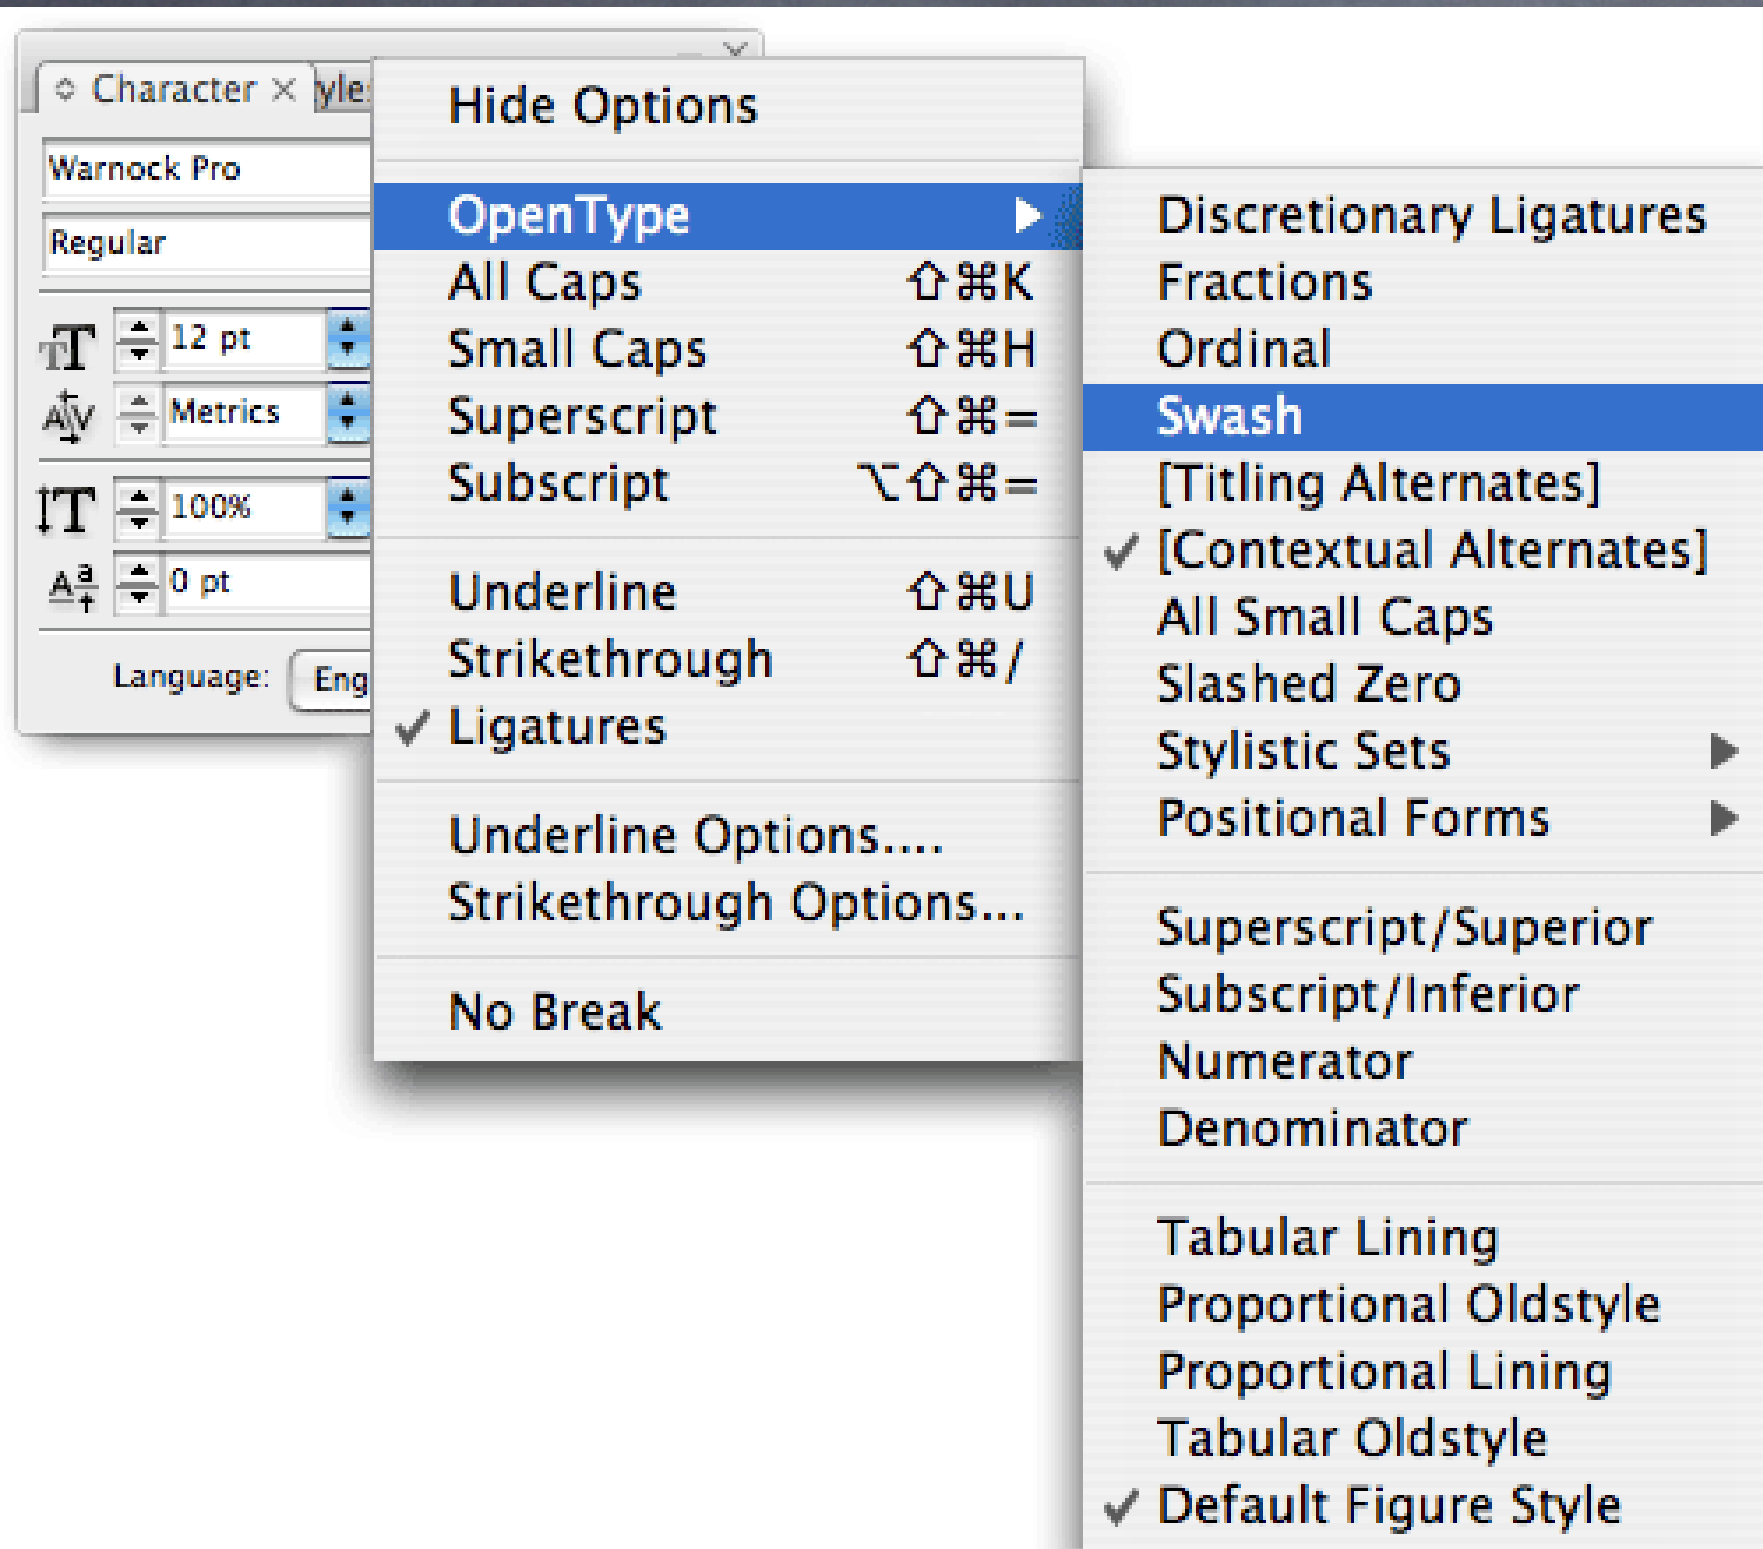 Character
Warnock Pro
Regular
12 pt
Metrics
100%
0 pt
Language:
Hide Options
OpenType
All Caps ⇧⌘K
Small Caps ⇧⌘H
Superscript ⇧⌘=
Subscript ⌥⇧⌘=
Underline ⇧⌘U
Strikethrough ⇧⌘/
✓ Ligatures
Underline Options....
Strikethrough Options...
No Break
Discretionary Ligatures
Fractions
Ordinal
Swash
[Titling Alternates]
✓ [Contextual Alternates]
All Small Caps
Slashed Zero
Stylistic Sets
Positional Forms
Superscript/Superior
Subscript/Inferior
Numerator
Denominator
Tabular Lining
Proportional Oldstyle
Proportional Lining
Tabular Oldstyle
✓ Default Figure Style